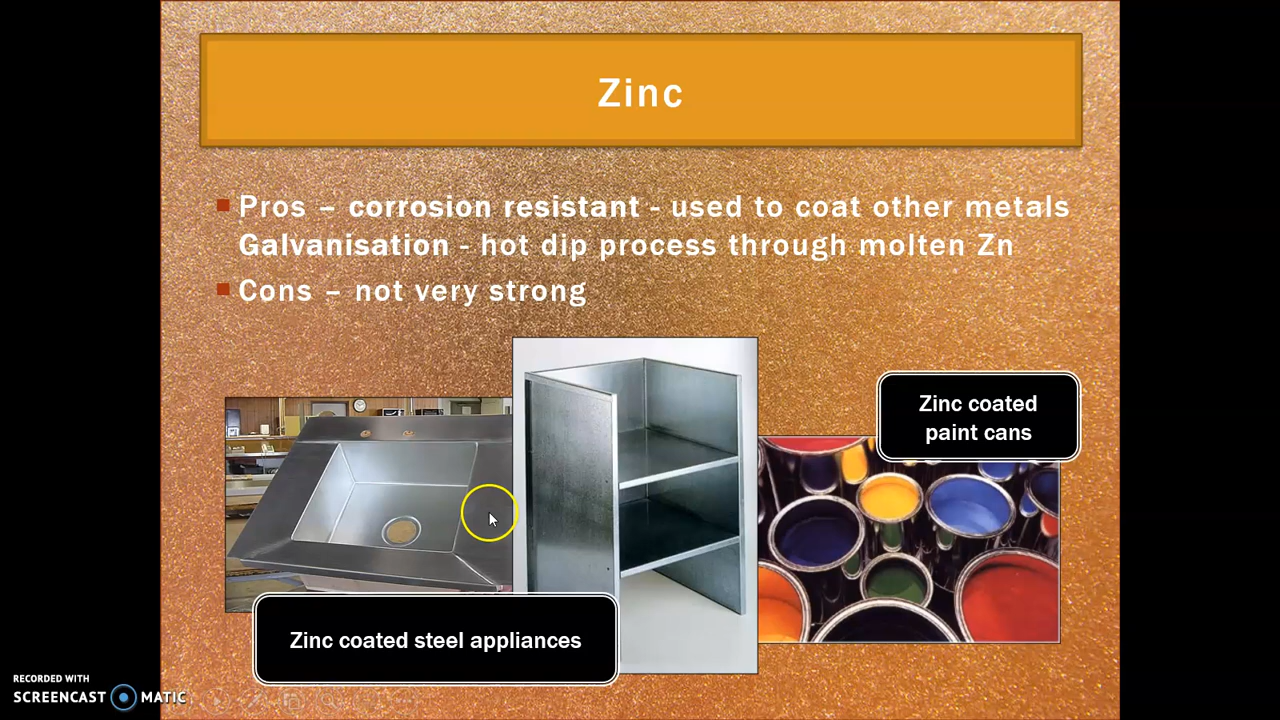 Zinc
Pros – corrosion resistant - used to coat other metals
Galvanisation - hot dip process through molten Zn
Cons – not very strong
Zinc coated
paint cans
Zinc coated steel appliances
RECORDED WITH
SCREENCAST MATIC